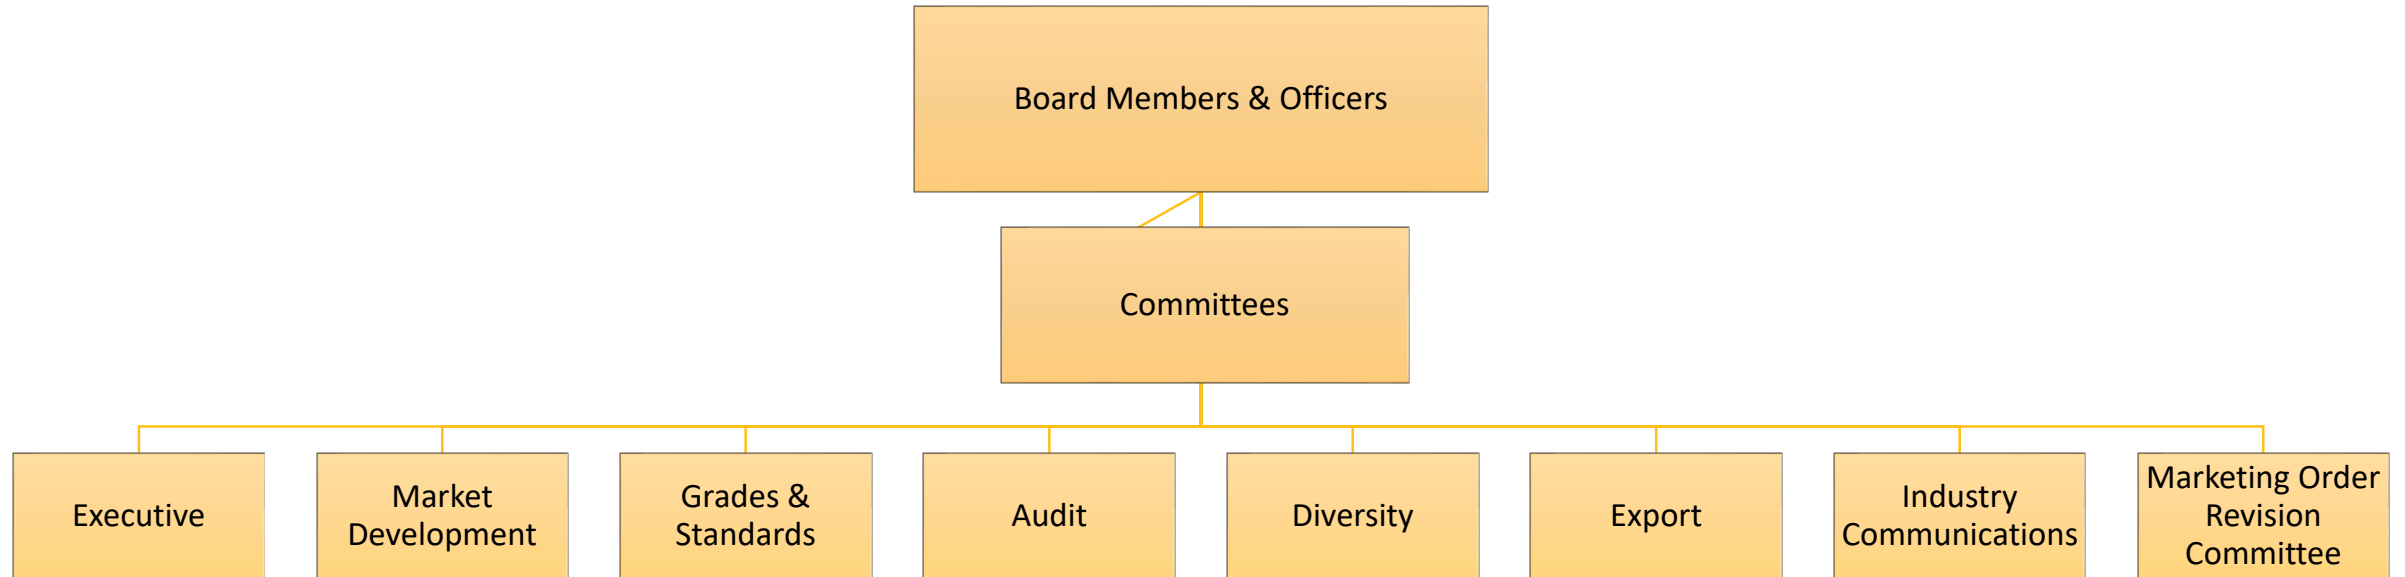 Board Members & Officers
Committees
Executive
Market
Development
Grades &
Standards
Audit
Diversity
Export
Industry
Communications
Marketing Order
Revision
Committee